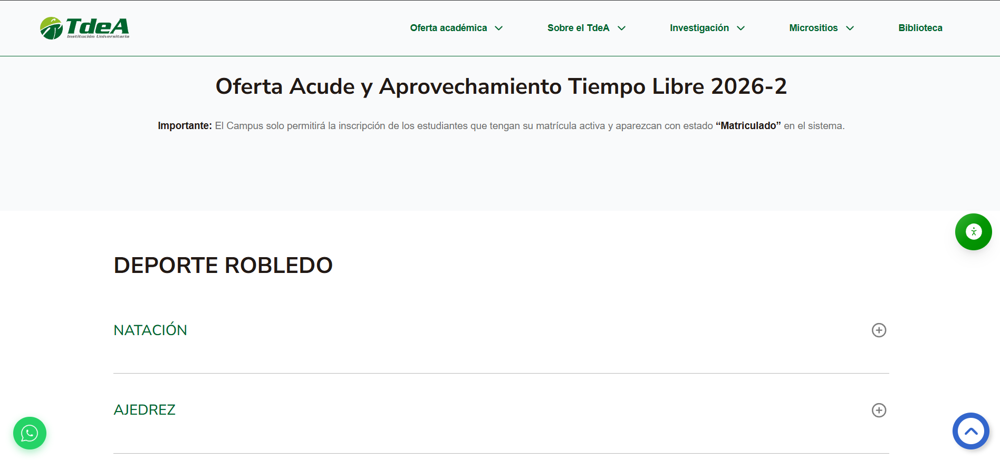 TdeA
Institución Universitaria
Oferta académica
Sobre el TdeA
Investigación
Micrositios
Biblioteca
Oferta Acude y Aprovechamiento Tiempo Libre 2026-2
Importante: El Campus solo permitirá la inscripción de los estudiantes que tengan su matrícula activa y aparezcan con estado “Matriculado” en el sistema.
DEPORTE ROBLEDO
NATACIÓN
AJEDREZ